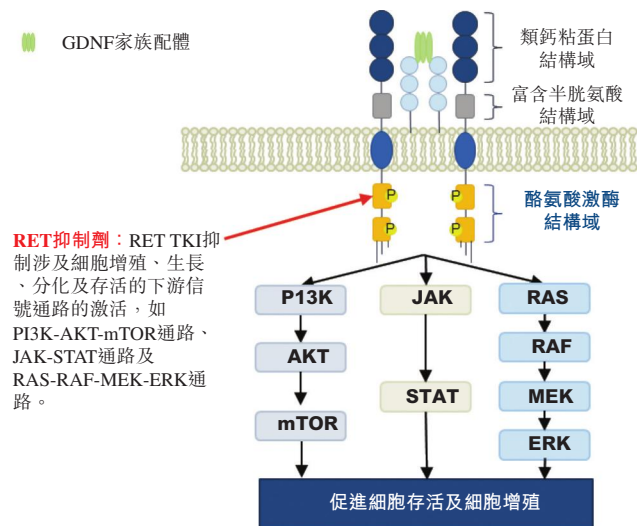 GDNF家族配體
類鈣粘蛋白
結構域
富含半胱氨酸
結構域
P
P
P
P
酪氨酸激酶
結構域
RET抑制劑：RET TKI抑
制涉及細胞增殖、生長
、分化及存活的下游信
號通路的激活，如
PI3K-AKT-mTOR通路、
JAK-STAT通路及
RAS-RAF-MEK-ERK通
路。
P13K
JAK
RAS
RAF
AKT
STAT
MEK
mTOR
ERK
促進細胞存活及細胞增殖